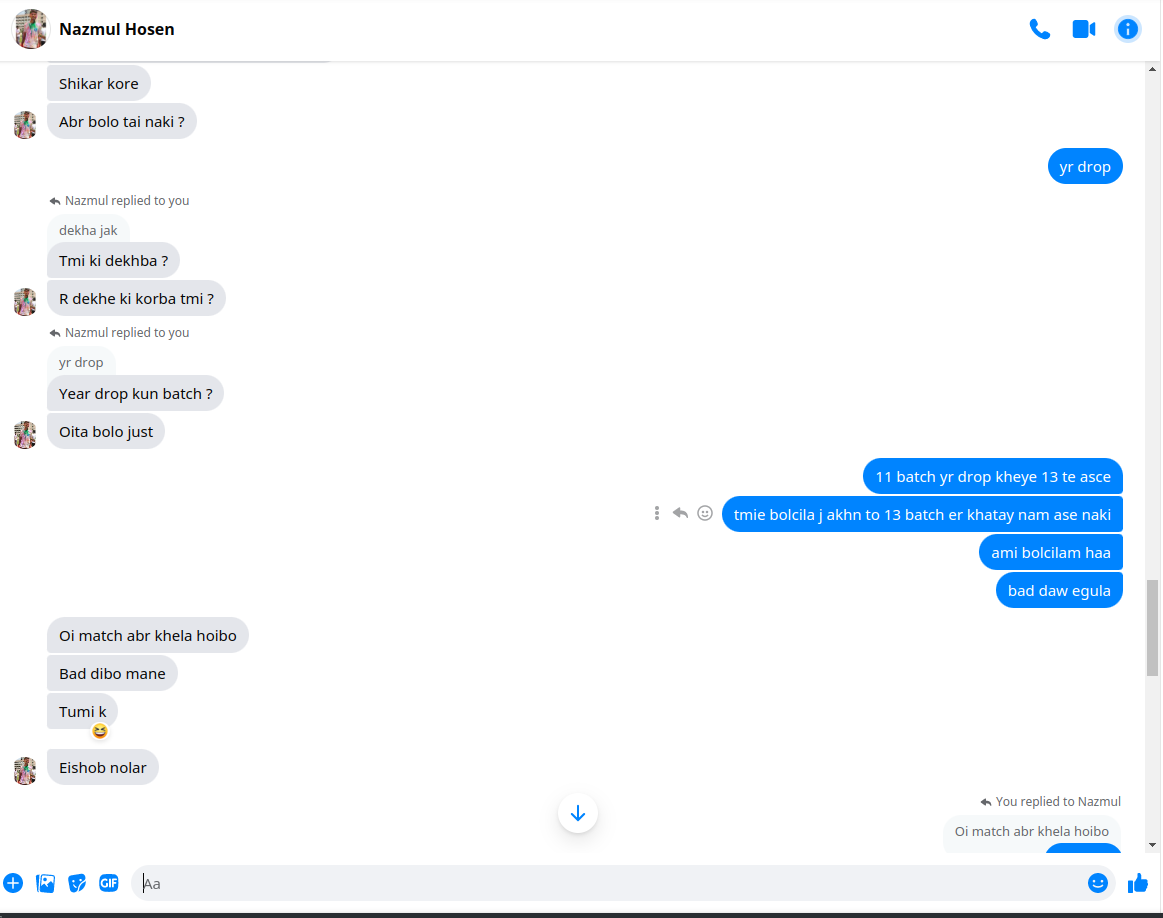 Nazmul Hosen
Shikar kore
Abr bolo tai naki ?
yr drop
Nazmul replied to you
dekha jak
Tmi ki dekhba ?
R dekhe ki korba tmi ?
Nazmul replied to you
yr drop
Year drop kun batch ?
Oita bolo just
11 batch yr drop kheye 13 te asce
tmie bolcila j akhn to 13 batch er khatay nam ase naki
ami bolcilam haa
bad daw egula
Oi match abr khela hoibo
Bad dibo mane
Tumi k
Eishob nolar
You replied to Nazmul
Oi match abr khela hoibo
GIF
Aa